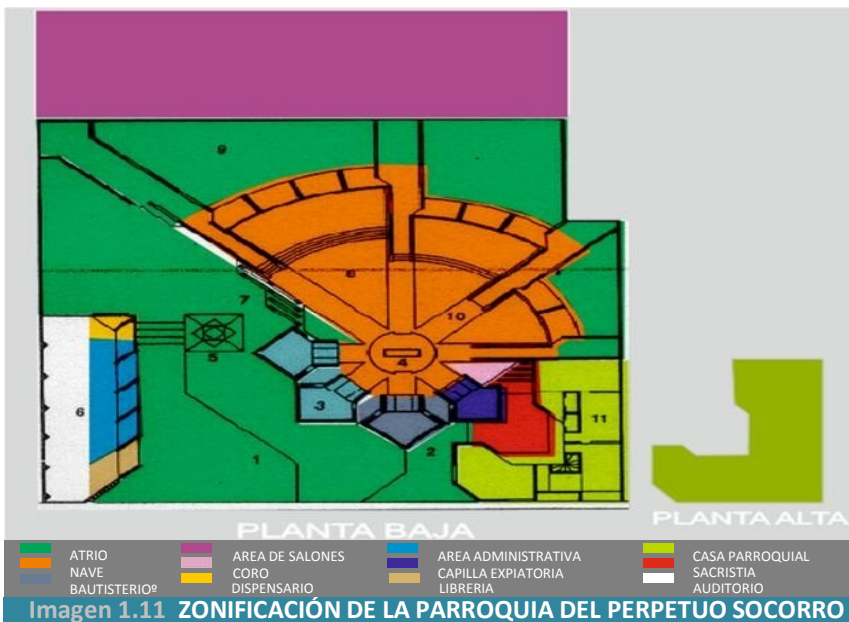 9
8
7
10
4
5
6
3
11
1
2
PLANTA BAJA
PLANTA ALTA
ATRIO
NAVE
BAUTISTERIOº
AREA DE SALONES
CORO
DISPENSARIO
AREA ADMINISTRATIVA
CAPILLA EXPIATORIA
LIBRERIA
CASA PARROQUIAL
SACRISTIA
AUDITORIO
Imagen 1.11 ZONIFICACIÓN DE LA PARROQUIA DEL PERPETUO SOCORRO